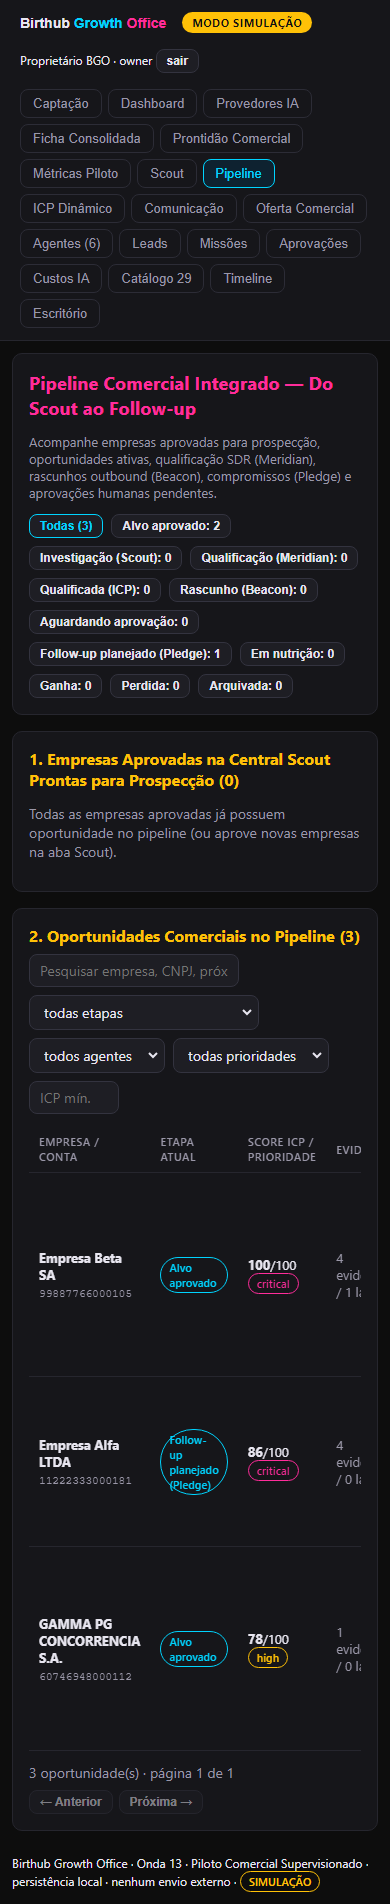 Birthub Growth Office MODO SIMULAÇÃO
Proprietário BGO · owner sair
Captação Dashboard Provedores IA
Ficha Consolidada Prontidão Comercial
Métricas Piloto Scout Pipeline
ICP Dinâmico Comunicação Oferta Comercial
Agentes (6) Leads Missões Aprovações
Custos IA Catálogo 29 Timeline
Escritório
Pipeline Comercial Integrado — Do
Scout ao Follow-up
Acompanhe empresas aprovadas para prospecção,
oportunidades ativas, qualificação SDR (Meridian),
rascunhos outbound (Beacon), compromissos (Pledge) e
aprovações humanas pendentes.
Todas (3) Alvo aprovado: 2
Investigação (Scout): 0 Qualificação (Meridian): 0
Qualificada (ICP): 0 Rascunho (Beacon): 0
Aguardando aprovação: 0
Follow-up planejado (Pledge): 1 Em nutrição: 0
Ganha: 0 Perdida: 0 Arquivada: 0
1. Empresas Aprovadas na Central Scout
Prontas para Prospecção (0)
Todas as empresas aprovadas já possuem
oportunidade no pipeline (ou aprove novas empresas
na aba Scout).
2. Oportunidades Comerciais no Pipeline (3)
Pesquisar empresa, CNPJ, próx
todas etapas
todos agentes todas prioridades
ICP mín.
EMPRESA /
CONTA
ETAPA
ATUAL
SCORE ICP /
PRIORIDADE
EVID
Empresa Beta
SA
99887766000105
Alvo
aprovado
100/100
critical
4
evid
/ 1 la
Empresa Alfa
LTDA
11222333000181
Follow-
up
planejado
(Pledge)
86/100
critical
4
evid
/ 0 la
GAMMA PG
CONCORRENCIA
S.A.
60746948000112
Alvo
aprovado
78/100
high
1
evid
/ 0 la
3 oportunidade(s) · página 1 de 1
← Anterior Próxima →
Birthub Growth Office · Onda 13 · Piloto Comercial Supervisionado ·
persistência local · nenhum envio externo · SIMULAÇÃO